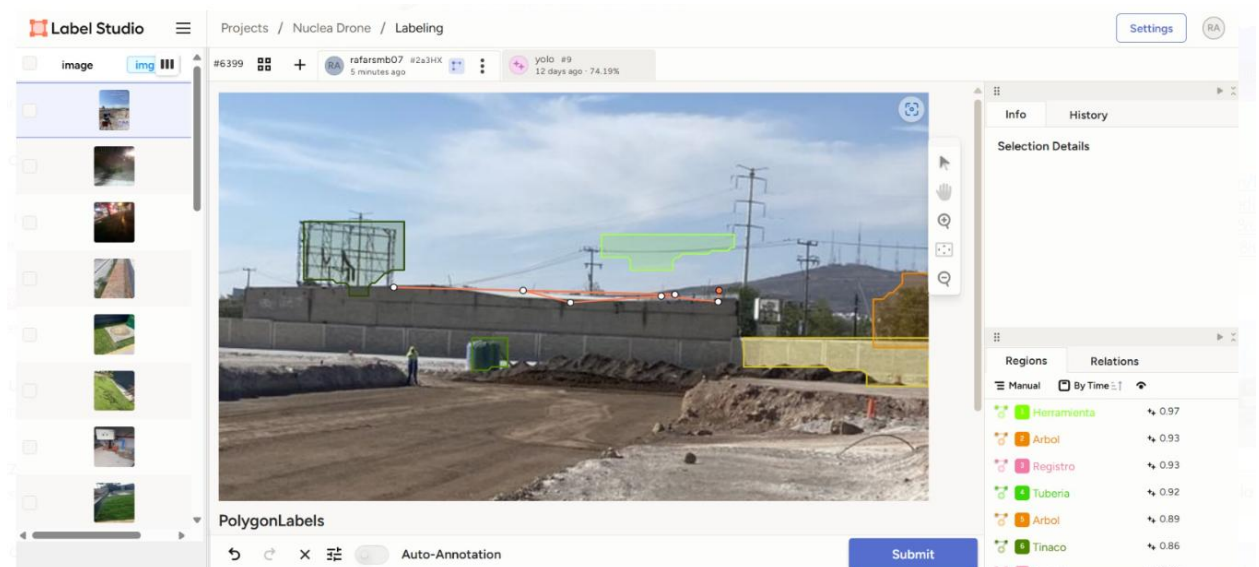 Label Studio
Projects / Nuclea Drone / Labeling
Settings
RA
image
img
#6399
RA
rafarsmb07 #2a3HX
5 minutes ago
yolo #9
12 days ago · 74.19%
Info
History
Selection Details
Regions
Relations
Manual
By Time
1 Herramienta 0.97
2 Arbol 0.93
3 Registro 0.93
4 Tuberia 0.92
5 Arbol 0.89
6 Tinaco 0.86
PolygonLabels
Auto-Annotation
Submit